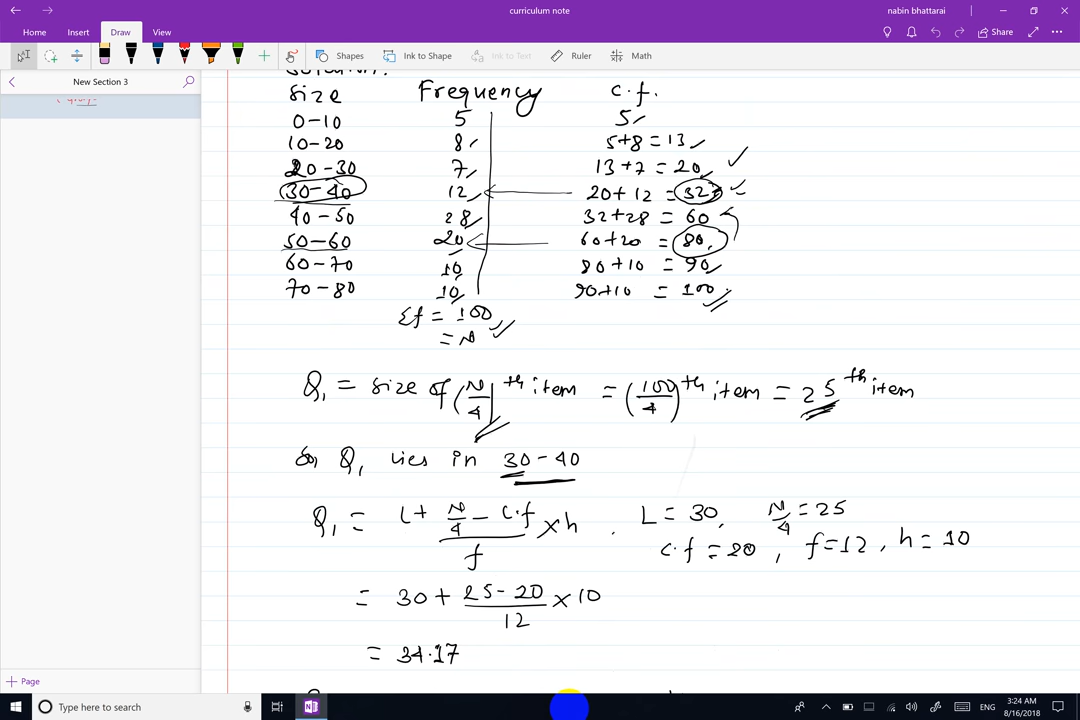 curriculum note
nabin bhattarai
Home Insert Draw View
Share
Shapes Ink to Shape Ink to Text Ruler Math
New Section 3
Solution:
Size Frequency c.f.
0-10 5 5
10-20 8 5+8 = 13
20-30 7 13+7 = 20
30-40 12 20+12 = 32
40-50 28 32+28 = 60
50-60 20 60+20 = 80
60-70 10 80+10 = 90
70-80 10 90+10 = 100
Σf = 100
= N
Q₁ = size of (N/4)th item = (100/4)th item = 25th item
So Q₁ lies in 30-40
Q₁ = L+ (N/4 - c.f)/f × h . L = 30, N/4 = 25
c.f = 20 , f=12 , h = 10
= 30 + (25-20)/12 × 10
= 34.17
+ Page
Type here to search
ENG
3:24 AM
8/16/2018